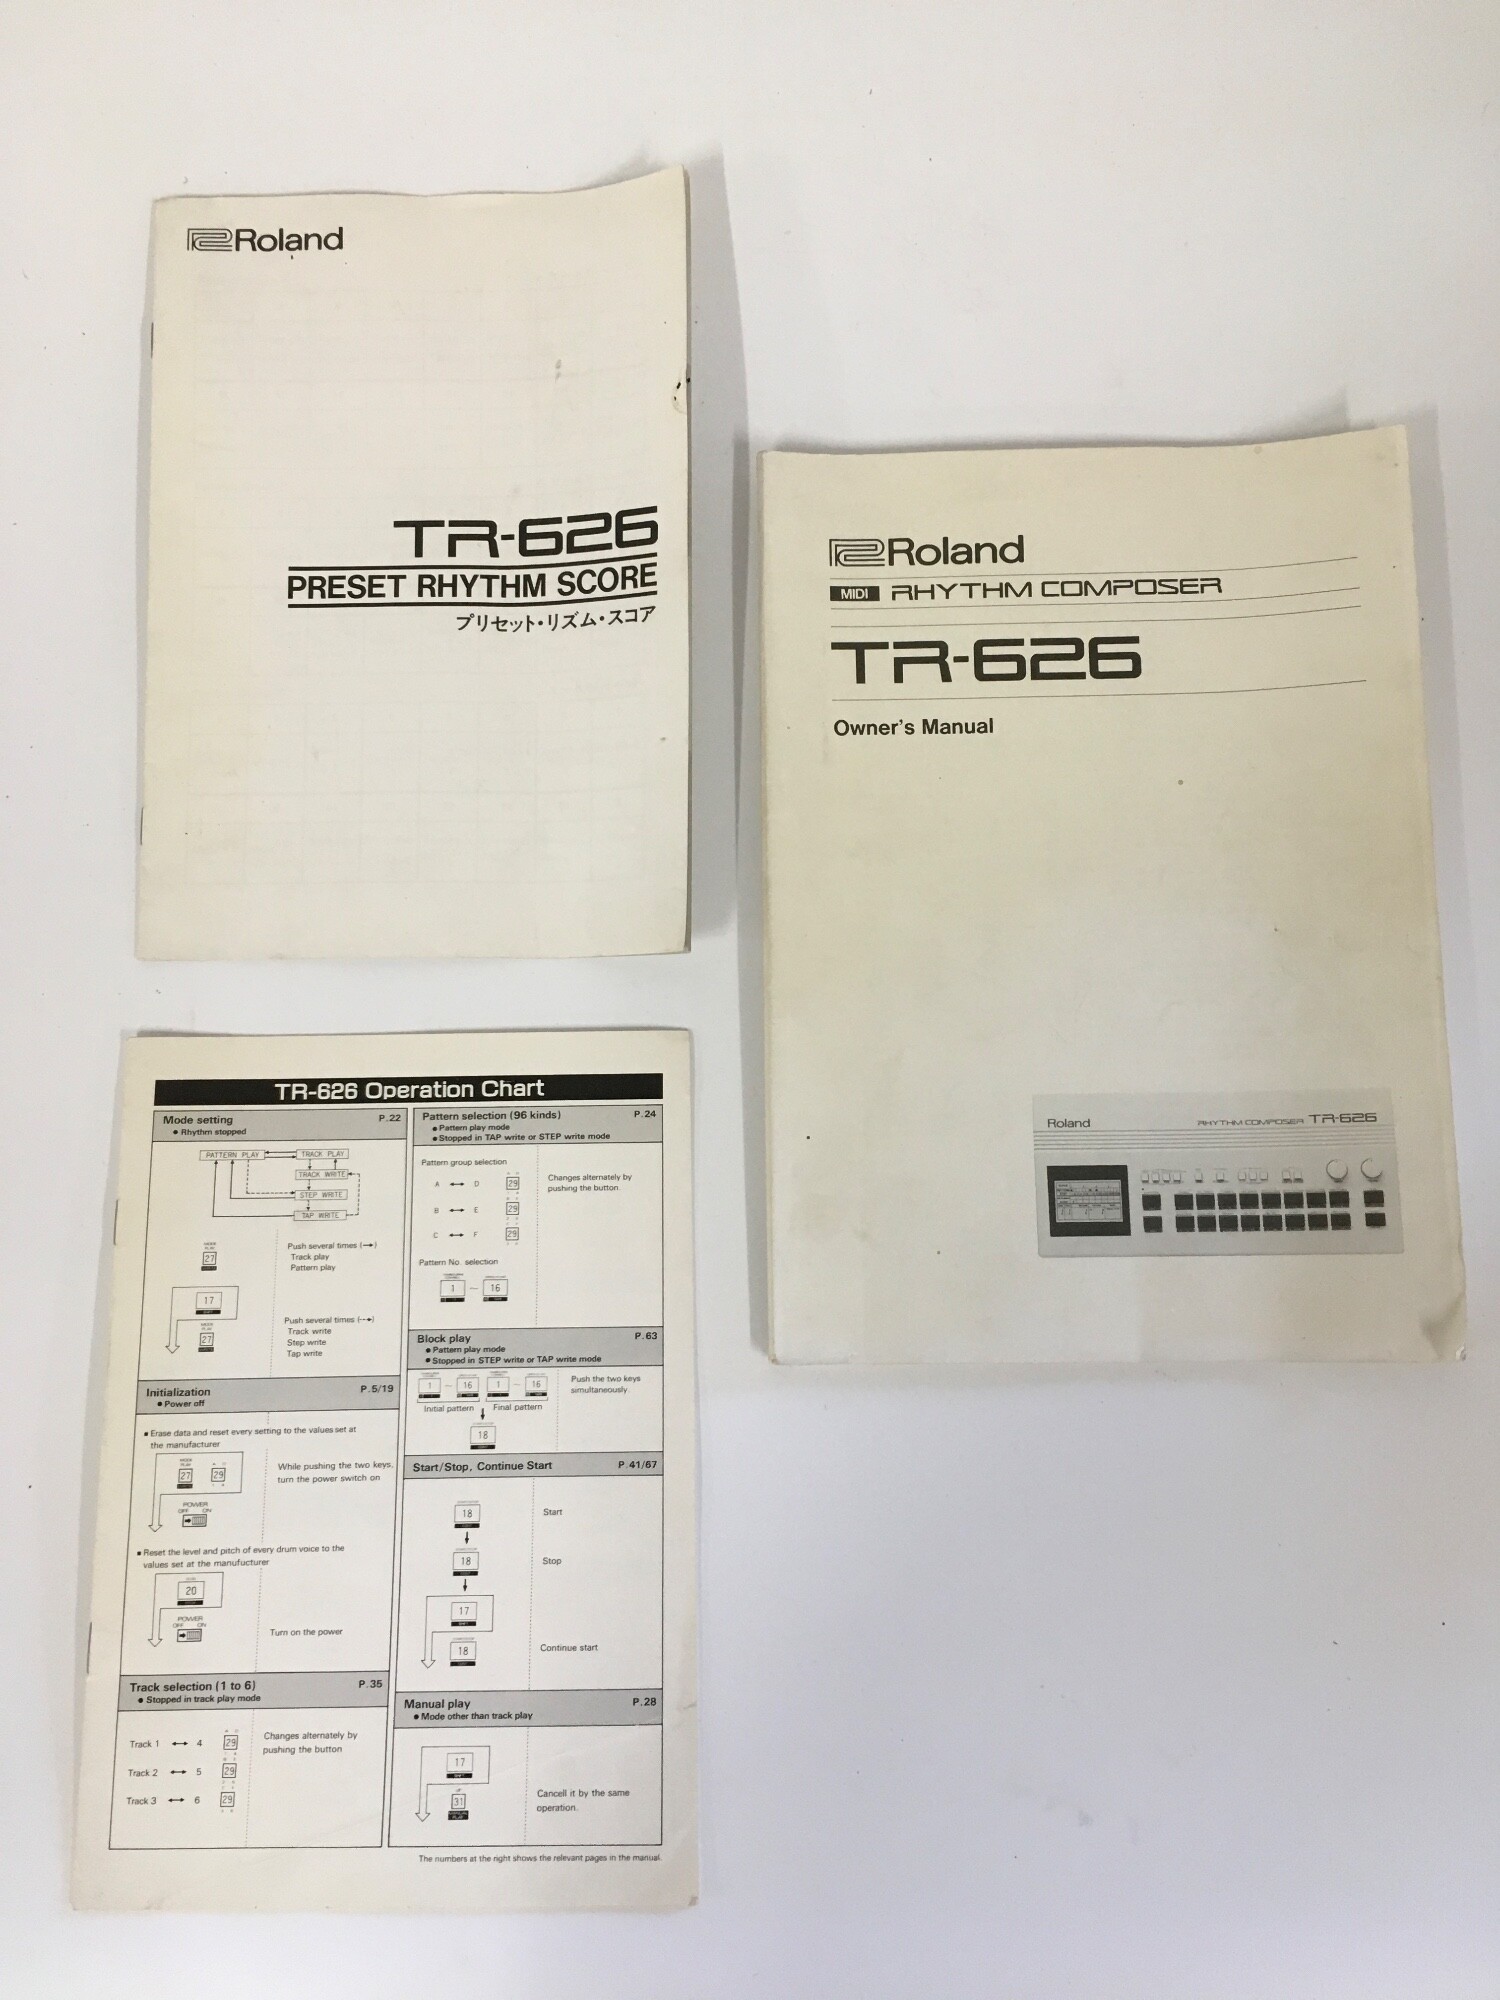 Roland
TR-626
PRESET RHYTHM SCORE
プリセット・リズム・スコア
Roland
MIDI RHYTHM COMPOSER
TR-626
Owner's Manual
Roland
RHYTHM COMPOSER TR-626
TR-626 Operation Chart
Mode setting P.22
● Rhythm stopped
PATTERN PLAY TRACK PLAY
TRACK WRITE
STEP WRITE
TAP WRITE
MODE
PLAY
27
Push several times (→)
Track play
Pattern play
17
MODE
PLAY
27
Push several times (⇢)
Track write
Step write
Tap write
Initialization P.5/19
● Power off
■ Erase data and reset every setting to the values set at
the manufacturer
MODE
PLAY
27 29
While pushing the two keys,
turn the power switch on
POWER
OFF ON
■ Reset the level and pitch of every drum voice to the
values set at the manufucturer
20
POWER
OFF ON
Turn on the power
Track selection (1 to 6) P.35
● Stopped in track play mode
Track 1 ↔ 4 29
Changes alternately by
pushing the button
Track 2 ↔ 5 29
Track 3 ↔ 6 29
Pattern selection (96 kinds) P.24
● Pattern play mode
● Stopped in TAP write or STEP write mode
Pattern group selection
A ↔ D 29
Changes alternately by
pushing the button.
B ↔ E 29
C ↔ F 29
Pattern No. selection
1 – 16
Block play P.63
● Pattern play mode
● Stopped in STEP write or TAP write mode
1 – 16 1 – 16
Push the two keys
simultaneously
Initial pattern Final pattern
18
Start/Stop, Continue Start P.41/67
18 Start
18 Stop
17
18 Continue start
Manual play P.28
● Mode other than track play
17
31
Cancell it by the same
operation.
The numbers at the right shows the relevant pages in the manual.